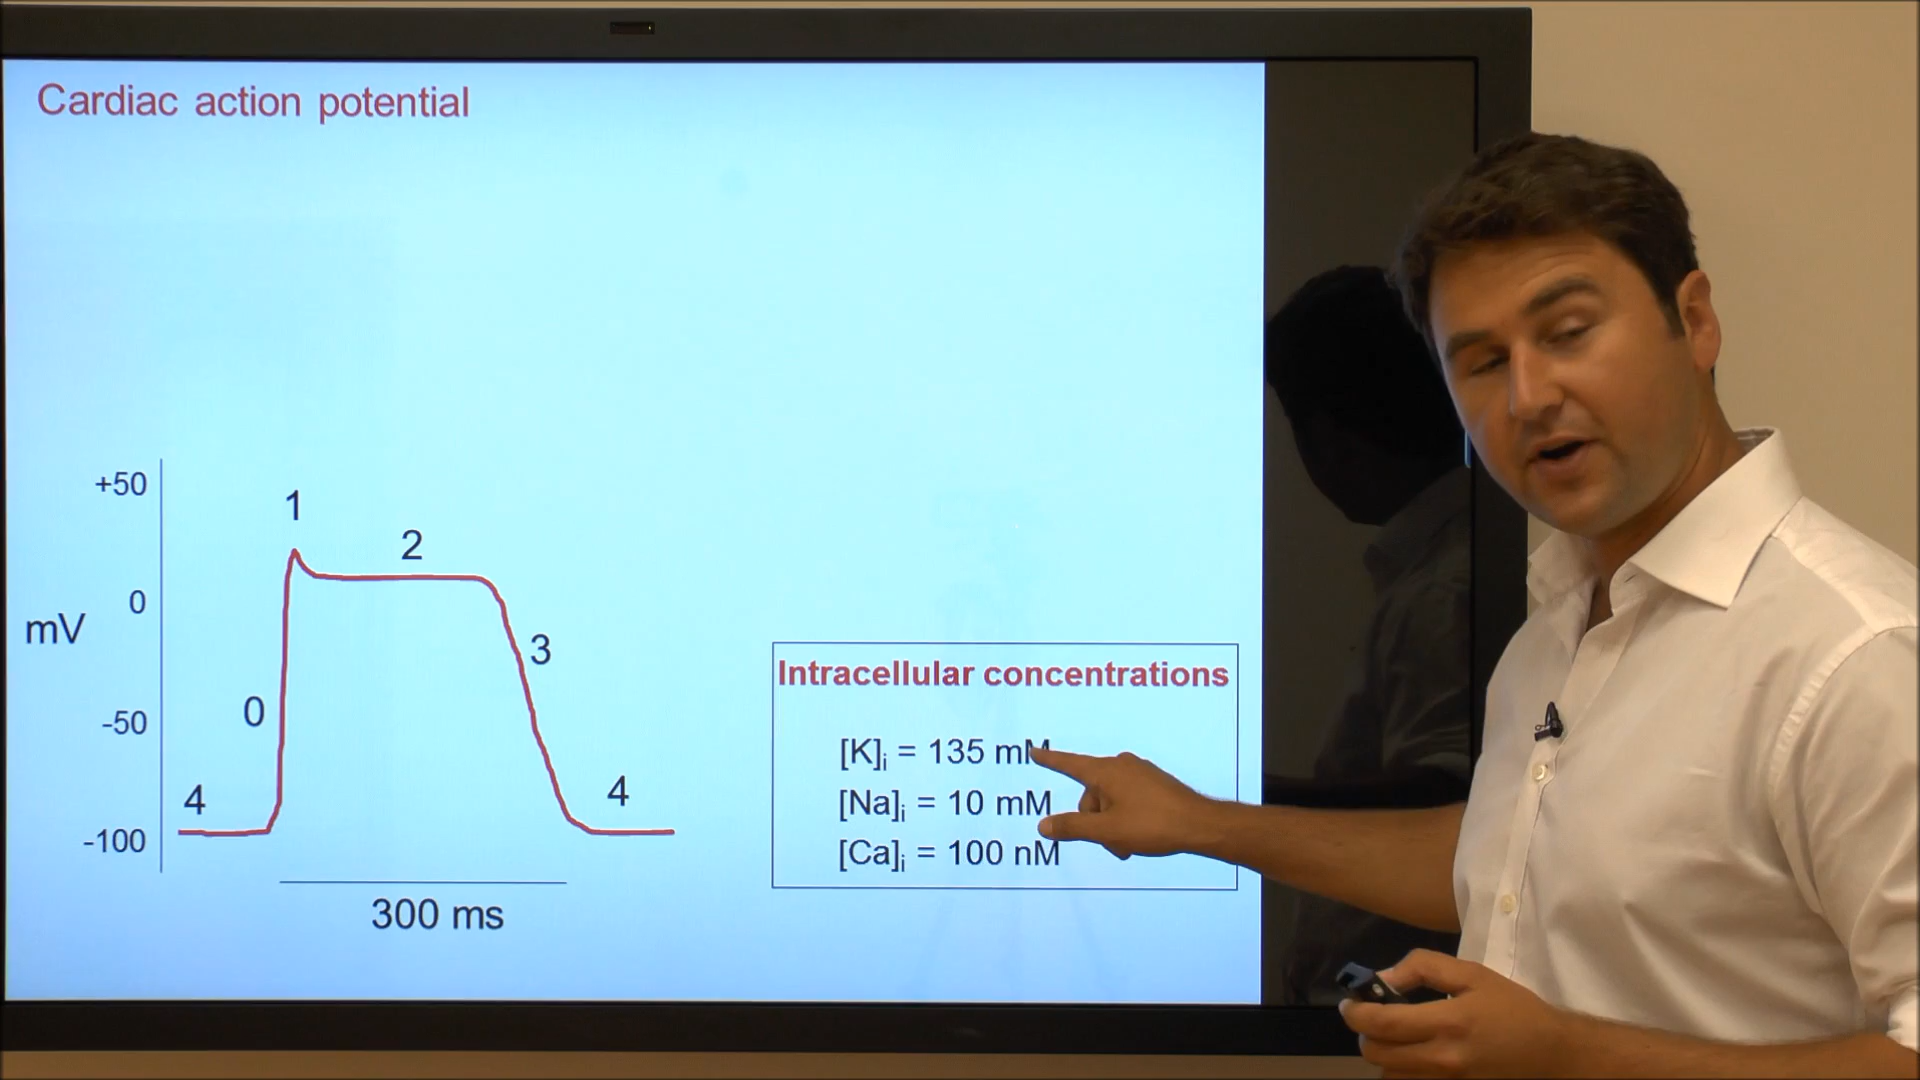 Cardiac action potential
+50
0
mV
-50
-100
4
0
1
2
3
4
300 ms
Intracellular concentrations
[K]i = 135 mM
[Na]i = 10 mM
[Ca]i = 100 nM